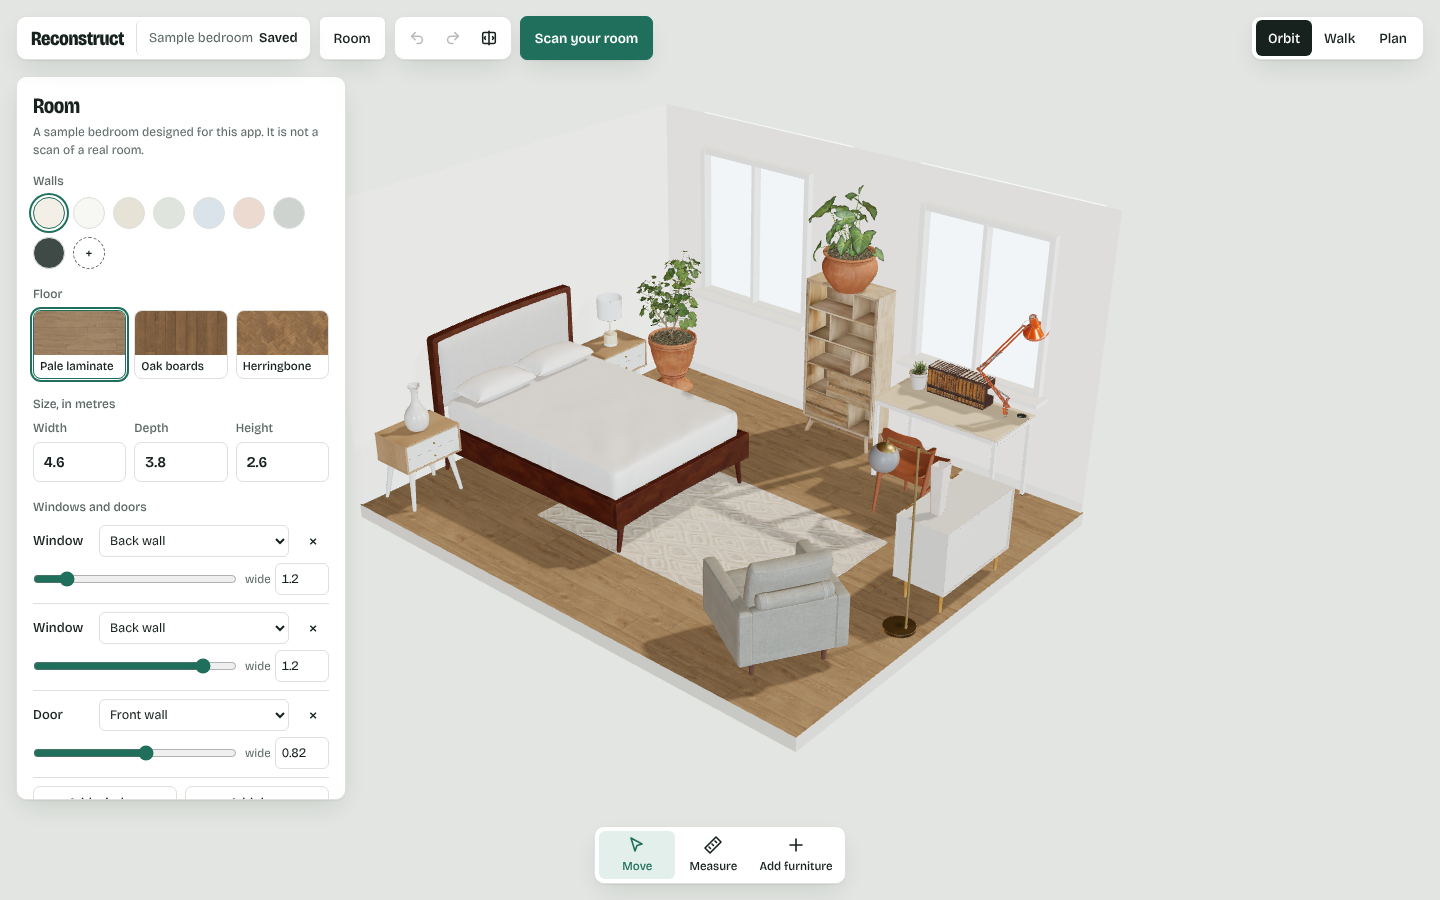 Reconstruct
Sample bedroom Saved
Room
Scan your room
Orbit
Walk
Plan
Room
A sample bedroom designed for this app. It is not a
scan of a real room.
Walls
+
Floor
Pale laminate
Oak boards
Herringbone
Size, in metres
Width
Depth
Height
4.6
3.8
2.6
Windows and doors
Window
Back wall
×
wide
1.2
Window
Back wall
×
wide
1.2
Door
Front wall
×
wide
0.82
Move
Measure
Add furniture